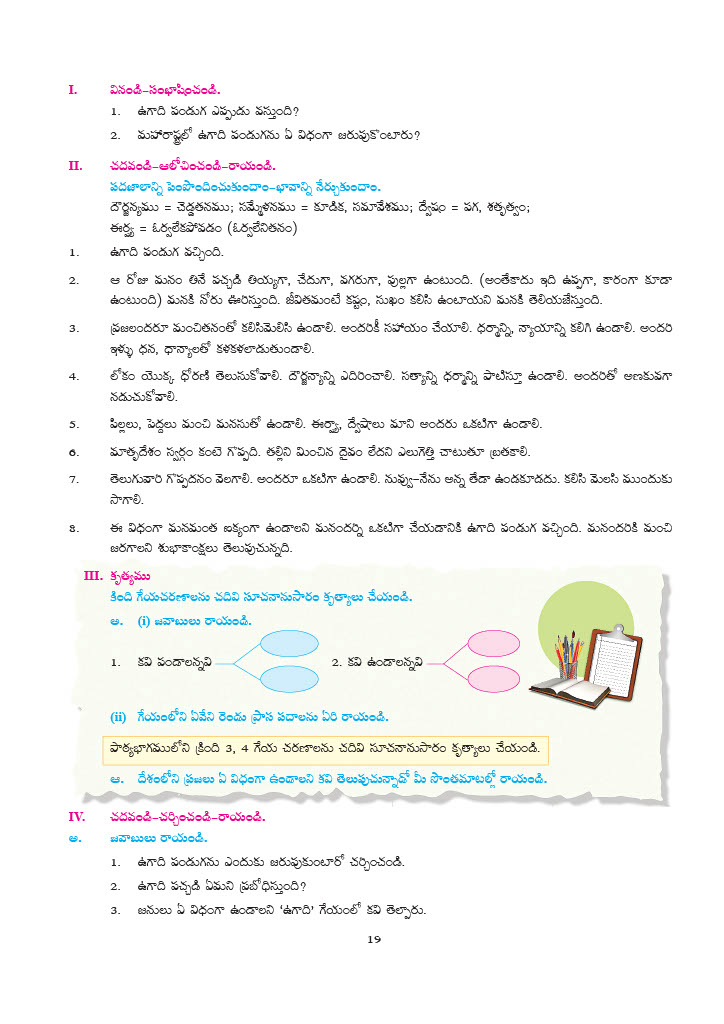 I. వినండి-సంభాషించండి.
1. ఉగాది పండుగ ఎప్పుడు వస్తుంది?
2. మహారాష్ట్రలో ఉగాది పండుగను ఏ విధంగా జరుపుకొంటారు?
II. చదవండి-ఆలోచించండి-రాయండి.
పదజాలాన్ని పెంపొందించుకుందాం-భావాన్ని నేర్చుకుందాం.
దౌర్జన్యము = చెడ్డతనము; సమ్మేళనము = కూడిక, సమావేశము; ద్వేషం = పగ, శతృత్వం;
ఈర్ష్య = ఓర్వలేకపోవడం (ఓర్వలేనితనం)
1. ఉగాది పండుగ వచ్చింది.
2. ఆ రోజు మనం తినే పచ్చడి తియ్యగా, చేదుగా, వగరుగా, పుల్లగా ఉంటుంది. (అంతేకాదు ఇది ఉప్పగా, కారంగా కూడా
ఉంటుంది) మనకి నోరు ఊరిస్తుంది. జీవితమంటే కష్టం, సుఖం కలిసి ఉంటాయని మనకి తెలియజేస్తుంది.
3. ప్రజలందరూ మంచితనంతో కలిసిమెలిసి ఉండాలి. అందరికీ సహాయం చేయాలి. ధర్మాన్ని, న్యాయాన్ని కలిగి ఉండాలి. అందరి
ఇళ్ళు ధన, ధాన్యాలతో కళకళలాడుతుండాలి.
4. లోకం యొక్క ధోరణి తెలుసుకోవాలి. దౌర్జన్యాన్ని ఎదిరించాలి. సత్యాన్ని ధర్మాన్ని పాటిస్తూ ఉండాలి. అందరితో అణకువగా
నడుచుకోవాలి.
5. పిల్లలు, పెద్దలు మంచి మనసుతో ఉండాలి. ఈర్ష్యా, ద్వేషాలు మాని అందరు ఒకటిగా ఉండాలి.
6. మాతృదేశం స్వర్గం కంటె గొప్పది. తల్లిని మించిన దైవం లేదని ఎలుగెత్తి చాటుతూ బ్రతకాలి.
7. తెలుగువారి గొప్పదనం వెలగాలి. అందరూ ఒకటిగా ఉండాలి. నువ్వు-నేను అన్న తేడా ఉండకూడదు. కలిసి మెలసి ముందుకు
సాగాలి.
8. ఈ విధంగా మనమంత ఐక్యంగా ఉండాలని మనందర్ని ఒకటిగా చేయడానికి ఉగాది పండుగ వచ్చింది. మనందరికి మంచి
జరగాలని శుభాకాంక్షలు తెలుపుచున్నది.
III. కృత్యము
కింది గేయచరణాలను చదివి సూచనానుసారం కృత్యాలు చేయండి.
అ. (i) జవాబులు రాయండి.
1. కవి పండాలన్నవి 2. కవి ఉండాలన్నవి
(ii) గేయంలోని ఏవేని రెండు ప్రాస పదాలను ఏరి రాయండి.
పాఠ్యభాగములోని క్రింది 3, 4 గేయ చరణాలను చదివి సూచనానుసారం కృత్యాలు చేయండి.
ఆ. దేశంలోని ప్రజలు ఏ విధంగా ఉండాలని కవి తెలుపుచున్నాడో మీ సొంతమాటల్లో రాయండి.
IV. చదవండి-చర్చించండి-రాయండి.
అ. జవాబులు రాయండి.
1. ఉగాది పండుగను ఎందుకు జరుపుకుంటారో చర్చించండి.
2. ఉగాది పచ్చడి ఏమని ప్రబోధిస్తుంది?
3. జనులు ఏ విధంగా ఉండాలని 'ఉగాది' గేయంలో కవి తెల్పారు.
19